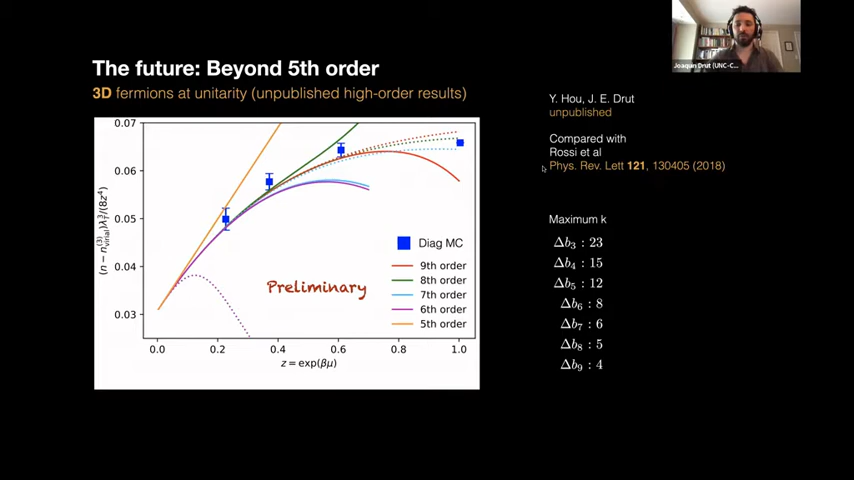 Joaquin Drut (UNC-C...
The future: Beyond 5th order
3D fermions at unitarity (unpublished high-order results)
Y. Hou, J. E. Drut
unpublished
Compared with
Rossi et al
Phys. Rev. Lett 121, 130405 (2018)
Maximum k
Δb₃ : 23
Δb₄ : 15
Δb₅ : 12
Δb₆ : 8
Δb₇ : 6
Δb₈ : 5
Δb₉ : 4
0.07
0.06
0.05
0.04
0.03
(n − n⁽³⁾virial)λ³T/(8z⁴)
Diag MC
9th order
8th order
7th order
6th order
5th order
Preliminary
0.0 0.2 0.4 0.6 0.8 1.0
z = exp(βμ)